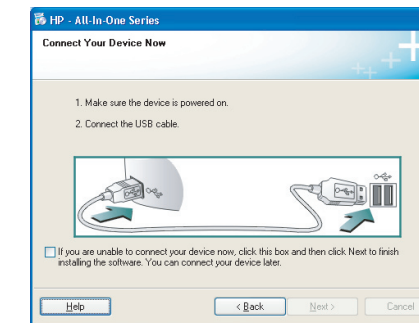 HP - All-In-One Series
Connect Your Device Now
1. Make sure the device is powered on.
2. Connect the USB cable.
If you are unable to connect your device now, click this box and then click Next to finish
installing the software. You can connect your device later.
Help
< Back
Next >
Cancel